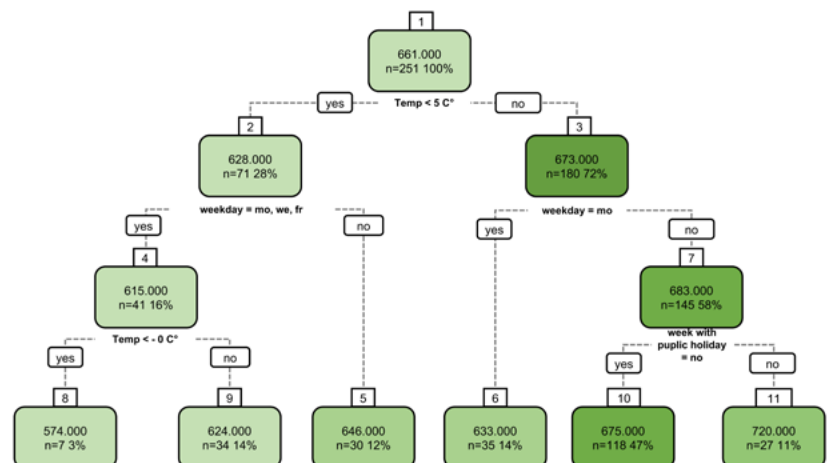 1
661.000
n=251 100%
yes
Temp < 5 C°
no
2
3
628.000
n=71 28%
673.000
n=180 72%
weekday = mo, we, fr
weekday = mo
yes
no
yes
no
4
7
615.000
n=41 16%
683.000
n=145 58%
Temp < - 0 C°
week with
puplic holiday
= no
yes
no
yes
no
8
9
5
6
10
11
574.000
n=7 3%
624.000
n=34 14%
646.000
n=30 12%
633.000
n=35 14%
675.000
n=118 47%
720.000
n=27 11%